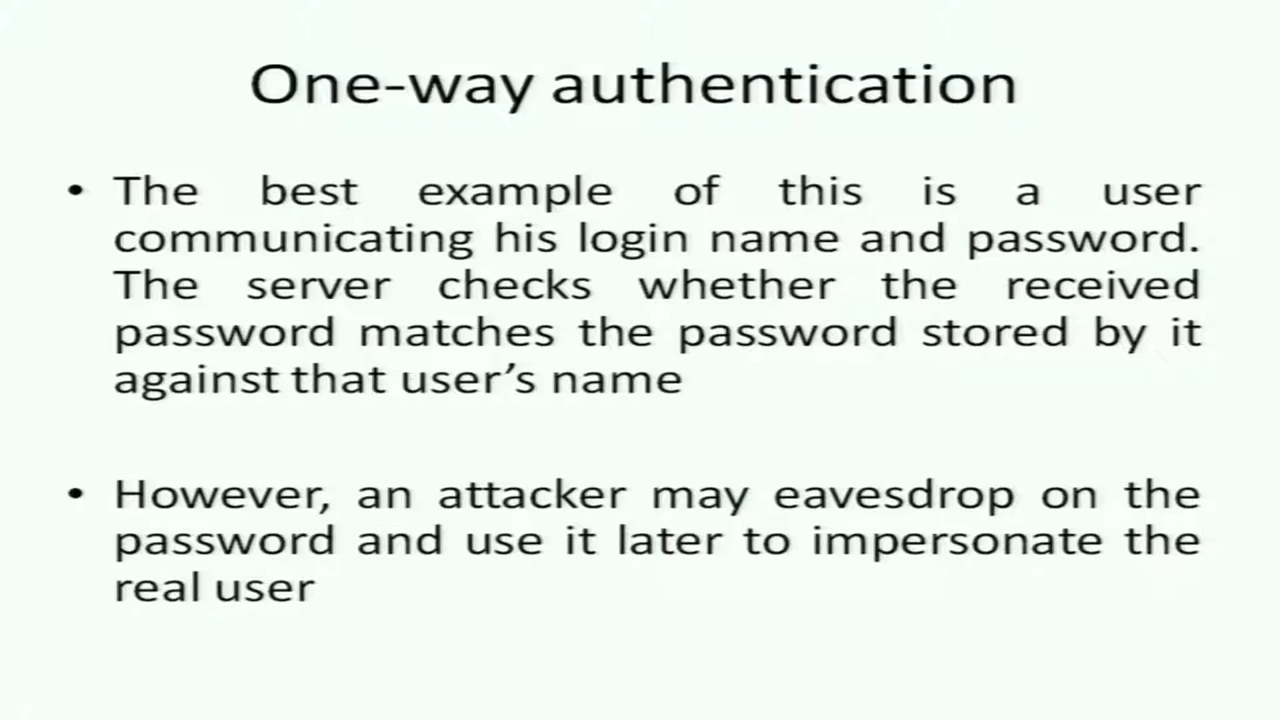 One-way authentication
• The best example of this is a user
communicating his login name and password.
The server checks whether the received
password matches the password stored by it
against that user’s name
• However, an attacker may eavesdrop on the
password and use it later to impersonate the
real user